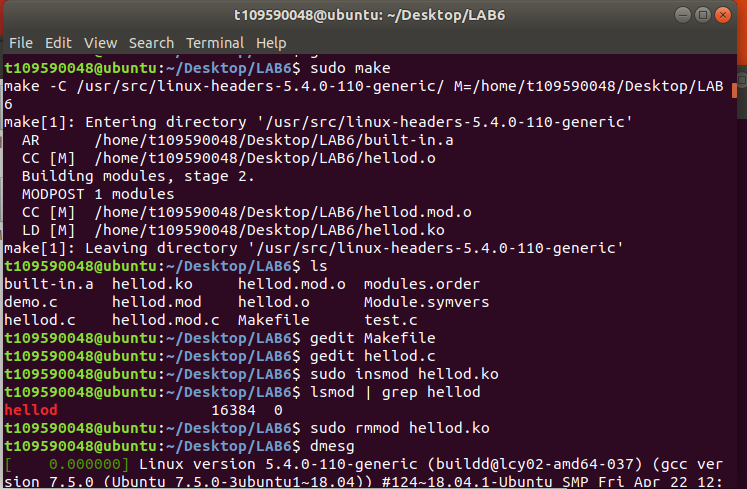 t109590048@ubuntu: ~/Desktop/LAB6
File Edit View Search Terminal Help
t109590048@ubuntu:~/Desktop/LAB6$ sudo make
make -C /usr/src/linux-headers-5.4.0-110-generic/ M=/home/t109590048/Desktop/LAB
6
make[1]: Entering directory '/usr/src/linux-headers-5.4.0-110-generic'
  AR      /home/t109590048/Desktop/LAB6/built-in.a
  CC [M]  /home/t109590048/Desktop/LAB6/hellod.o
  Building modules, stage 2.
  MODPOST 1 modules
  CC [M]  /home/t109590048/Desktop/LAB6/hellod.mod.o
  LD [M]  /home/t109590048/Desktop/LAB6/hellod.ko
make[1]: Leaving directory '/usr/src/linux-headers-5.4.0-110-generic'
t109590048@ubuntu:~/Desktop/LAB6$ ls
built-in.a  hellod.ko     hellod.mod.o  modules.order
demo.c      hellod.mod    hellod.o      Module.symvers
hellod.c    hellod.mod.c  Makefile      test.c
t109590048@ubuntu:~/Desktop/LAB6$ gedit Makefile
t109590048@ubuntu:~/Desktop/LAB6$ gedit hellod.c
t109590048@ubuntu:~/Desktop/LAB6$ sudo insmod hellod.ko
t109590048@ubuntu:~/Desktop/LAB6$ lsmod | grep hellod
hellod                 16384  0
t109590048@ubuntu:~/Desktop/LAB6$ sudo rmmod hellod.ko
t109590048@ubuntu:~/Desktop/LAB6$ dmesg
[    0.000000] Linux version 5.4.0-110-generic (buildd@lcy02-amd64-037) (gcc ver
sion 7.5.0 (Ubuntu 7.5.0-3ubuntu1~18.04)) #124~18.04.1-Ubuntu SMP Fri Apr 22 12: